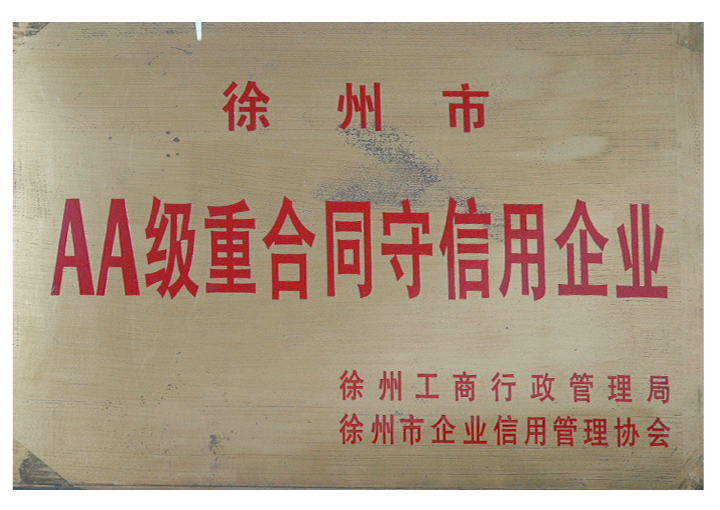 徐州市
AA级重合同守信用企业
徐州工商行政管理局
徐州市企业信用管理协会